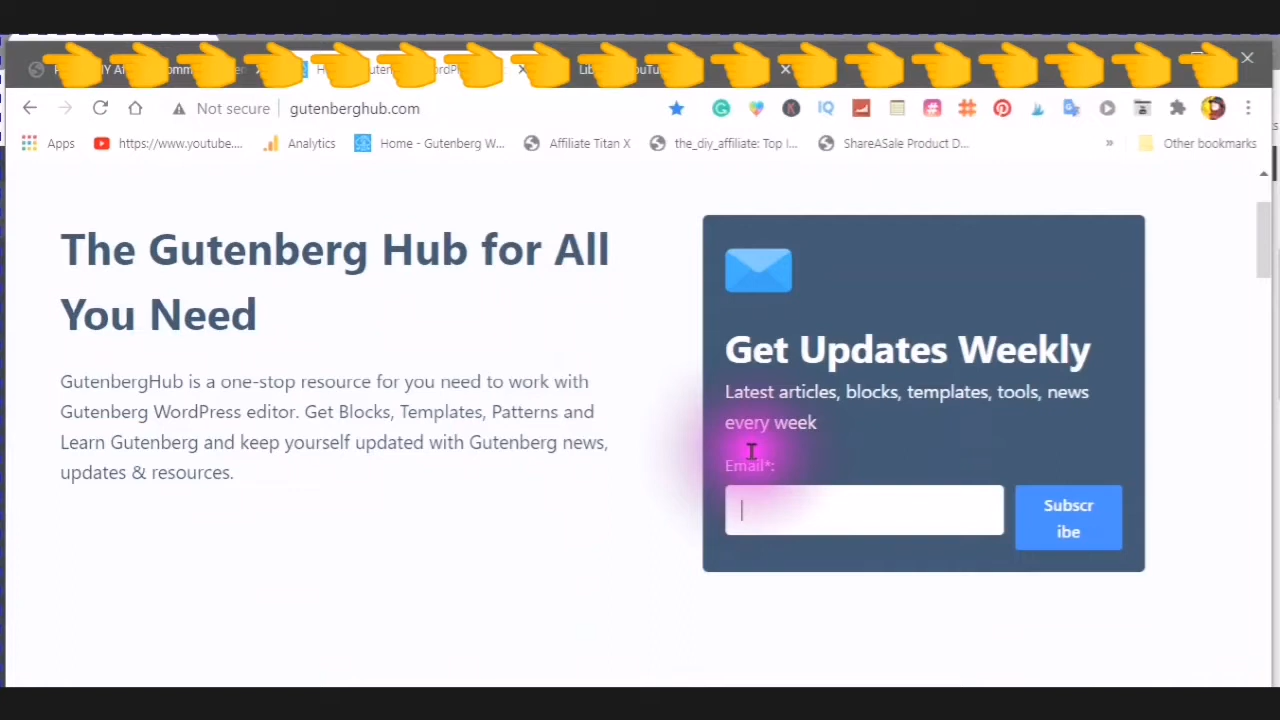 Not secure
gutenberghub.com
Apps
https://www.youtube....
Analytics
Home - Gutenberg W...
Affiliate Titan X
the_diy_affiliate: Top I...
ShareASale Product D...
»
Other bookmarks
The Gutenberg Hub for All
You Need
GutenbergHub is a one-stop resource for you need to work with
Gutenberg WordPress editor. Get Blocks, Templates, Patterns and
Learn Gutenberg and keep yourself updated with Gutenberg news,
updates & resources.
Get Updates Weekly
Latest articles, blocks, templates, tools, news
every week
Email*:
Subscr
ibe